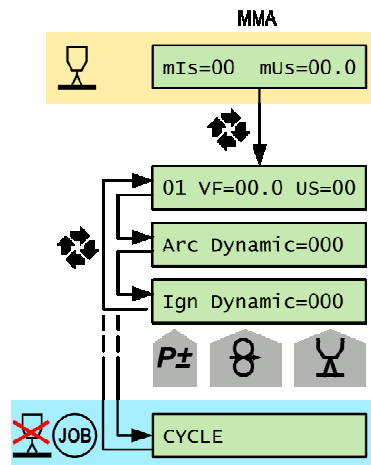 MMA
mIs=00 mUs=00.0
01 VF=00.0 US=00
Arc Dynamic=000
Ign Dynamic=000
P±
JOB
CYCLE